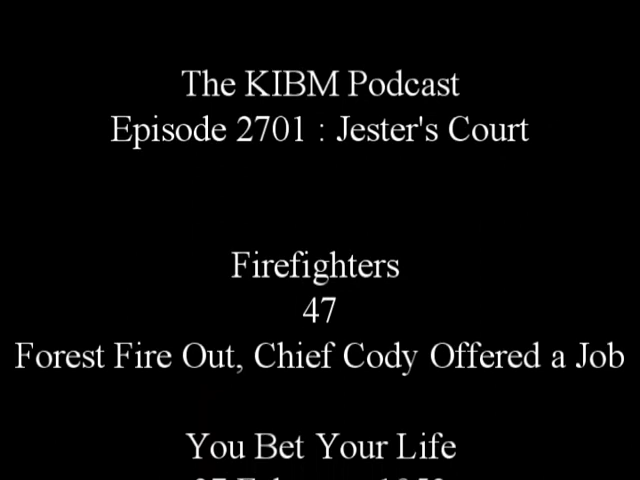 The KIBM Podcast
Episode 2701 : Jester's Court
Firefighters
47
Forest Fire Out, Chief Cody Offered a Job
You Bet Your Life